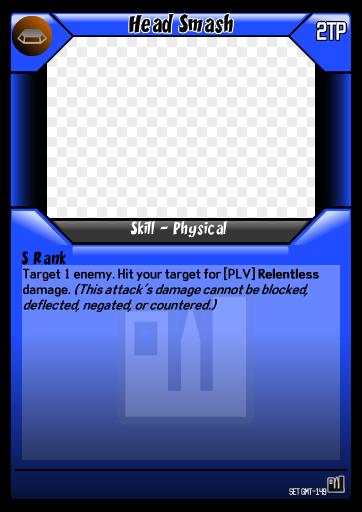 Head Smash
2TP
Skill - Physical
S Rank
Target 1 enemy. Hit your target for [PLV] Relentless
damage. (This attack's damage cannot be blocked,
deflected, negated, or countered.)
SET GMT-149